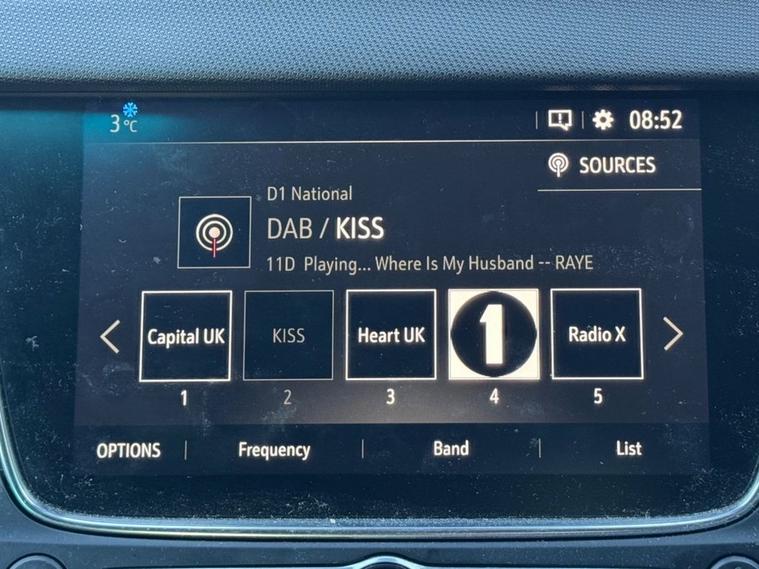 3 °C
08:52
SOURCES
D1 National
DAB / KISS
11D Playing... Where Is My Husband -- RAYE
Capital UK KISS Heart UK 1 Radio X
1 2 3 4 5
OPTIONS Frequency Band List